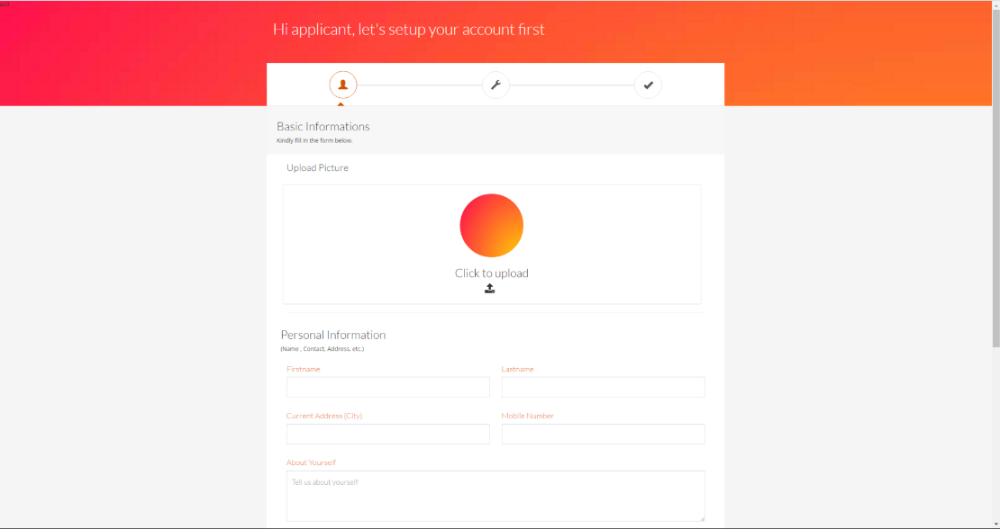 Hi applicant, let's setup your account first
Basic Informations
Kindly fill in the form below.
Upload Picture
Click to upload
Personal Information
(Name , Contact, Address, etc.)
Firstname
Lastname
Current Address (City)
Mobile Number
About Yourself
Tell us about yourself